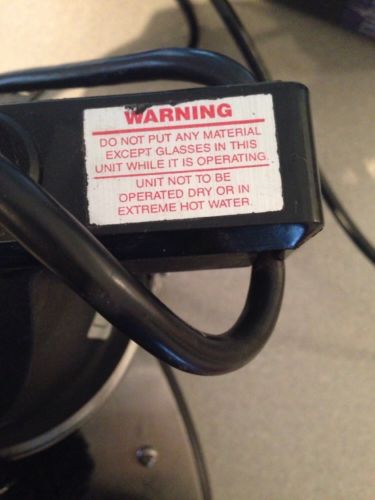 WARNING
DO NOT PUT ANY MATERIAL
EXCEPT GLASSES IN THIS
UNIT WHILE IT IS OPERATING.
UNIT NOT TO BE
OPERATED DRY OR IN
EXTREME HOT WATER.